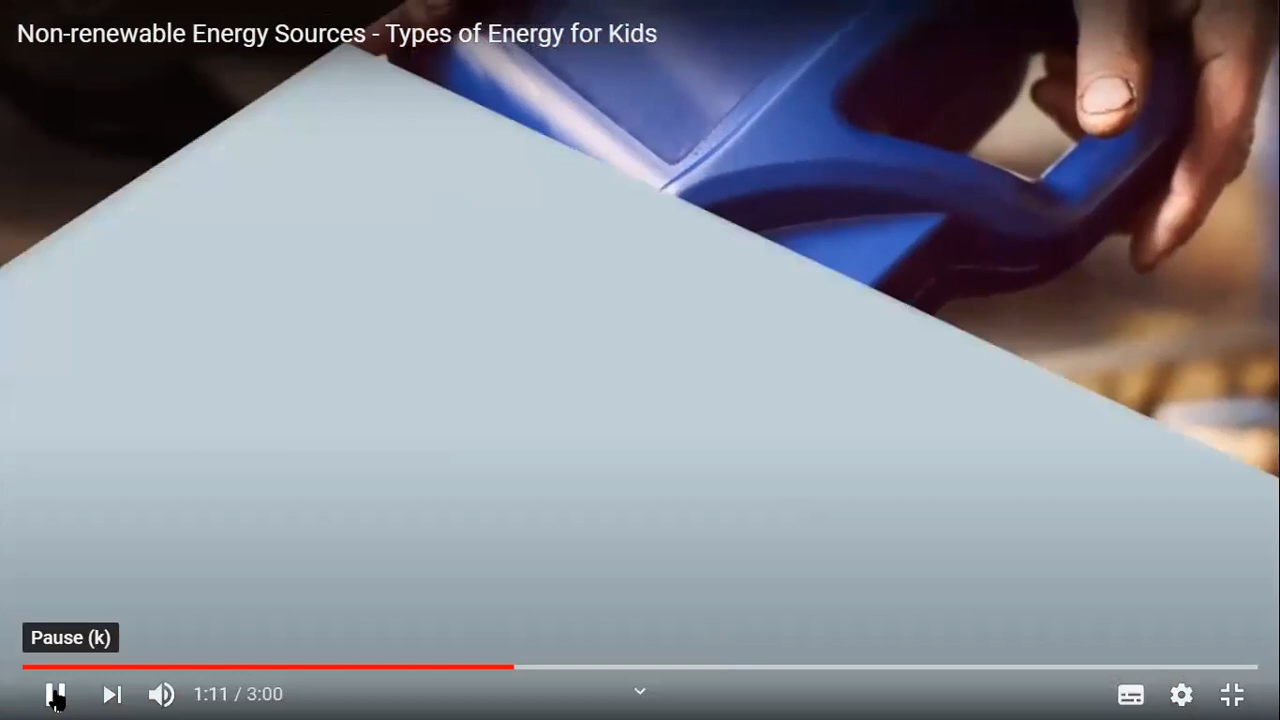 Non-renewable Energy Sources - Types of Energy for Kids
Pause (k)
1:11 / 3:00